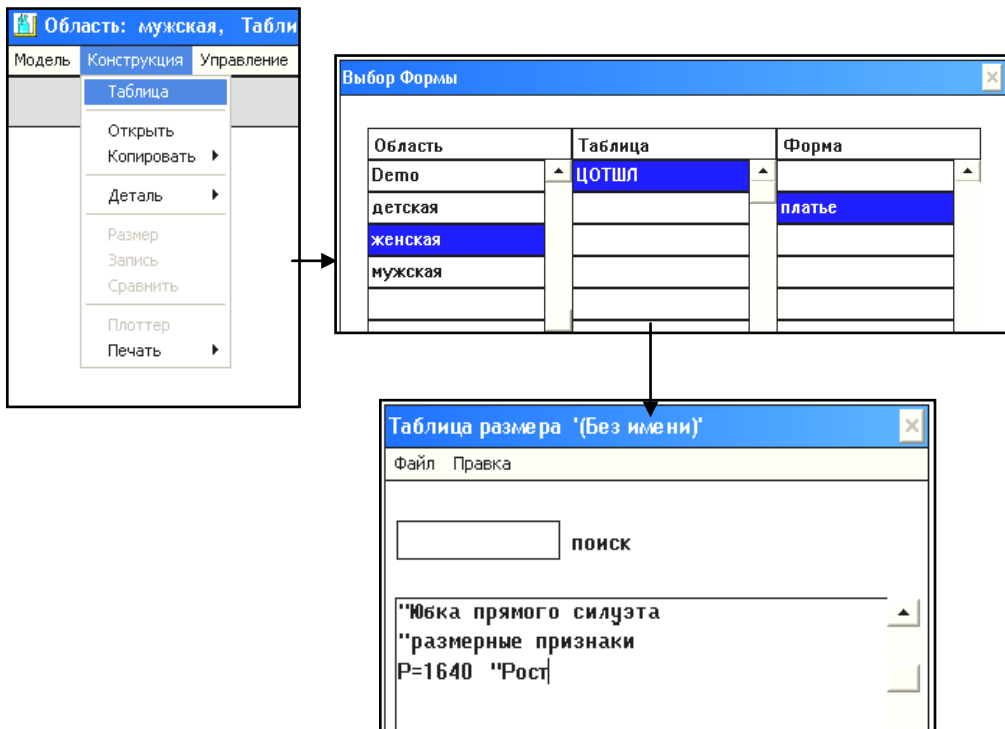 Область: мужская, Табли
Модель Конструкция Управление
Таблица
Открыть
Копировать
Деталь
Размер
Запись
Сравнить
Плоттер
Печать
Выбор Формы
Область Таблица Форма
Demo ЦОТШЛ
детская платье
женская
мужская
Таблица размера '(Без имени)'
Файл Правка
поиск
"Юбка прямого силуэта
"размерные признаки
Р=1640 "Рост